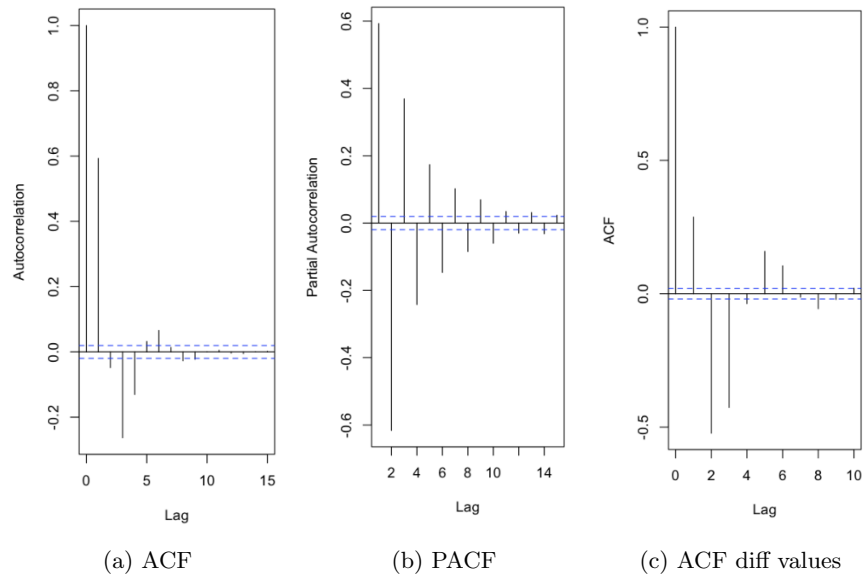 Autocorrelation
1.0
0.8
0.6
0.4
0.2
0.0
-0.2
0 5 10 15
Lag
(a) ACF
Partial Autocorrelation
0.6
0.4
0.2
0.0
-0.2
-0.4
-0.6
2 4 6 8 10 14
Lag
(b) PACF
ACF
1.0
0.5
0.0
-0.5
0 2 4 6 8 10
Lag
(c) ACF diff values